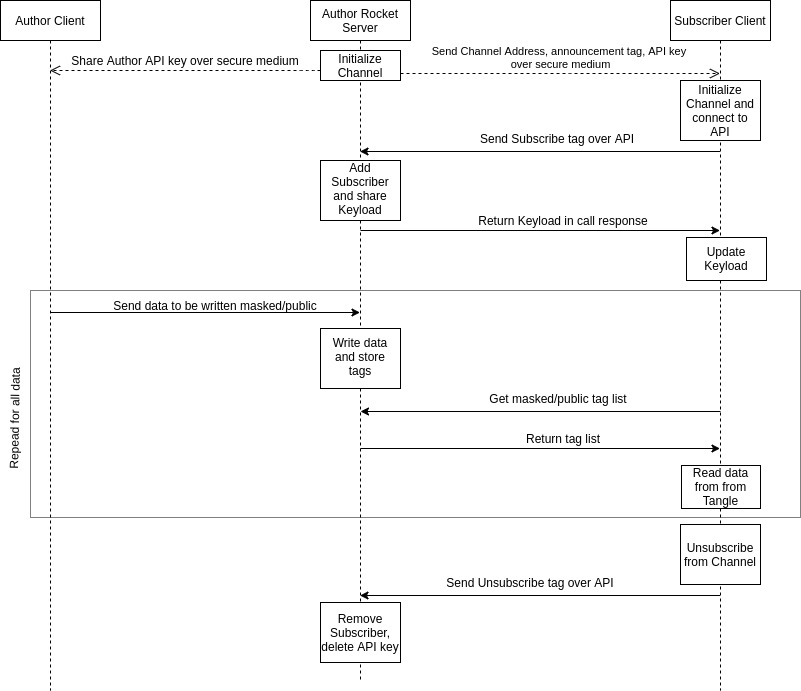 Author Client
Author Rocket
Server
Subscriber Client
Share Author API key over secure medium
Initialize
Channel
Send Channel Address, announcement tag, API key
over secure medium
Initialize
Channel and
connect to
API
Send Subscribe tag over API
Add
Subscriber
and share
Keyload
Return Keyload in call response
Update
Keyload
Repead for all data
Send data to be written masked/public
Write data
and store
tags
Get masked/public tag list
Return tag list
Read data
from from
Tangle
Unsubscribe
from Channel
Send Unsubscribe tag over API
Remove
Subscriber,
delete API key